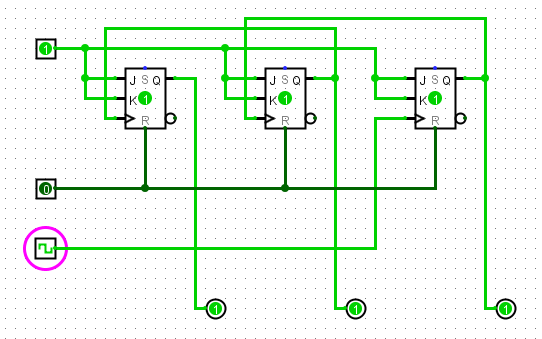 1
J S Q J S Q J S Q
K 1 K 1 K 1
R R R
0
1 1 1